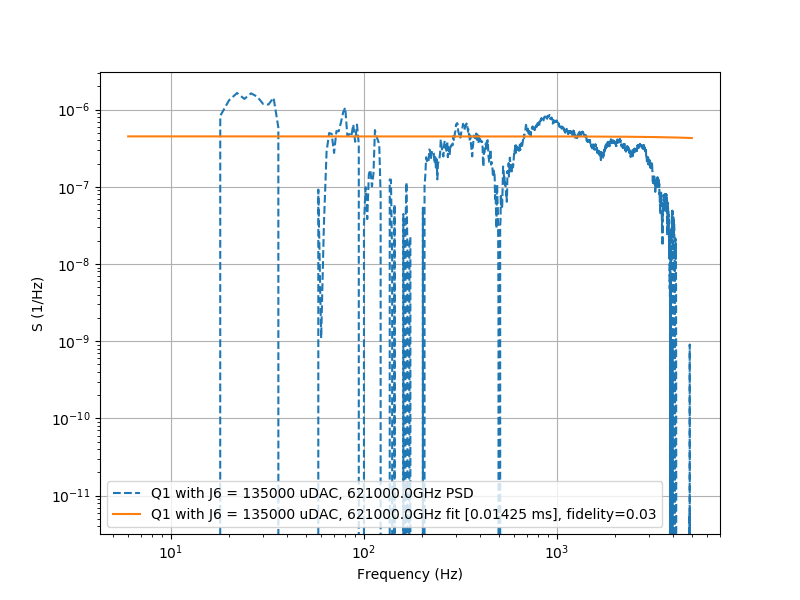 10⁻⁶
10⁻⁷
10⁻⁸
10⁻⁹
10⁻¹⁰
10⁻¹¹
S (1/Hz)
Q1 with J6 = 135000 uDAC, 621000.0GHz PSD
Q1 with J6 = 135000 uDAC, 621000.0GHz fit [0.01425 ms], fidelity=0.03
10¹ 10² 10³
Frequency (Hz)